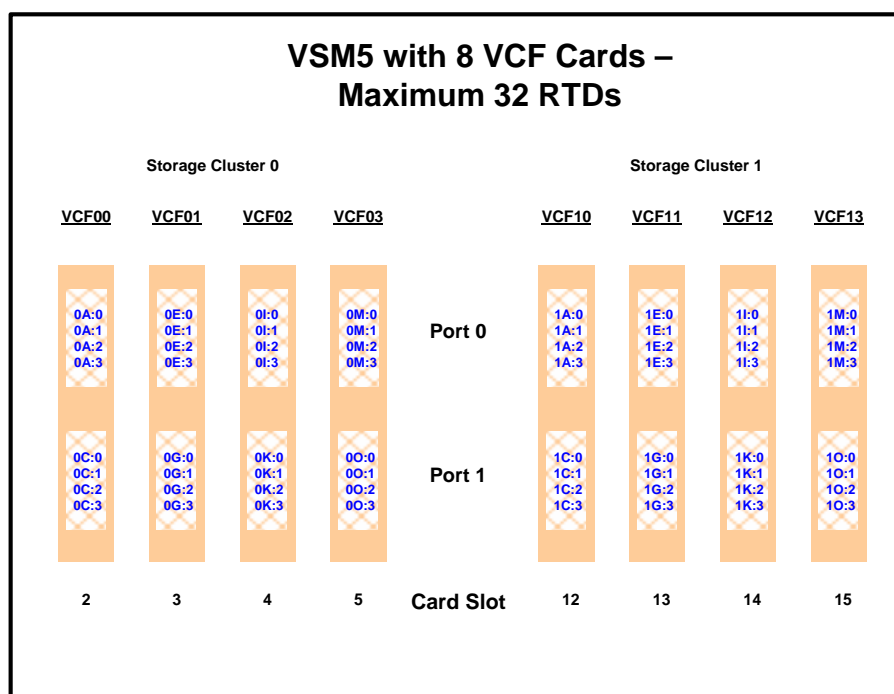 VSM5 with 8 VCF Cards –
Maximum 32 RTDs
Storage Cluster 0 Storage Cluster 1
VCF00 VCF01 VCF02 VCF03 VCF10 VCF11 VCF12 VCF13
0A:0 0E:0 0I:0 0M:0 1A:0 1E:0 1I:0 1M:0
0A:1 0E:1 0I:1 0M:1 Port 0 1A:1 1E:1 1I:1 1M:1
0A:2 0E:2 0I:2 0M:2 1A:2 1E:2 1I:2 1M:2
0A:3 0E:3 0I:3 0M:3 1A:3 1E:3 1I:3 1M:3
0C:0 0G:0 0K:0 0O:0 1C:0 1G:0 1K:0 1O:0
0C:1 0G:1 0K:1 0O:1 Port 1 1C:1 1G:1 1K:1 1O:1
0C:2 0G:2 0K:2 0O:2 1C:2 1G:2 1K:2 1O:2
0C:3 0G:3 0K:3 0O:3 1C:3 1G:3 1K:3 1O:3
2 3 4 5 Card Slot 12 13 14 15